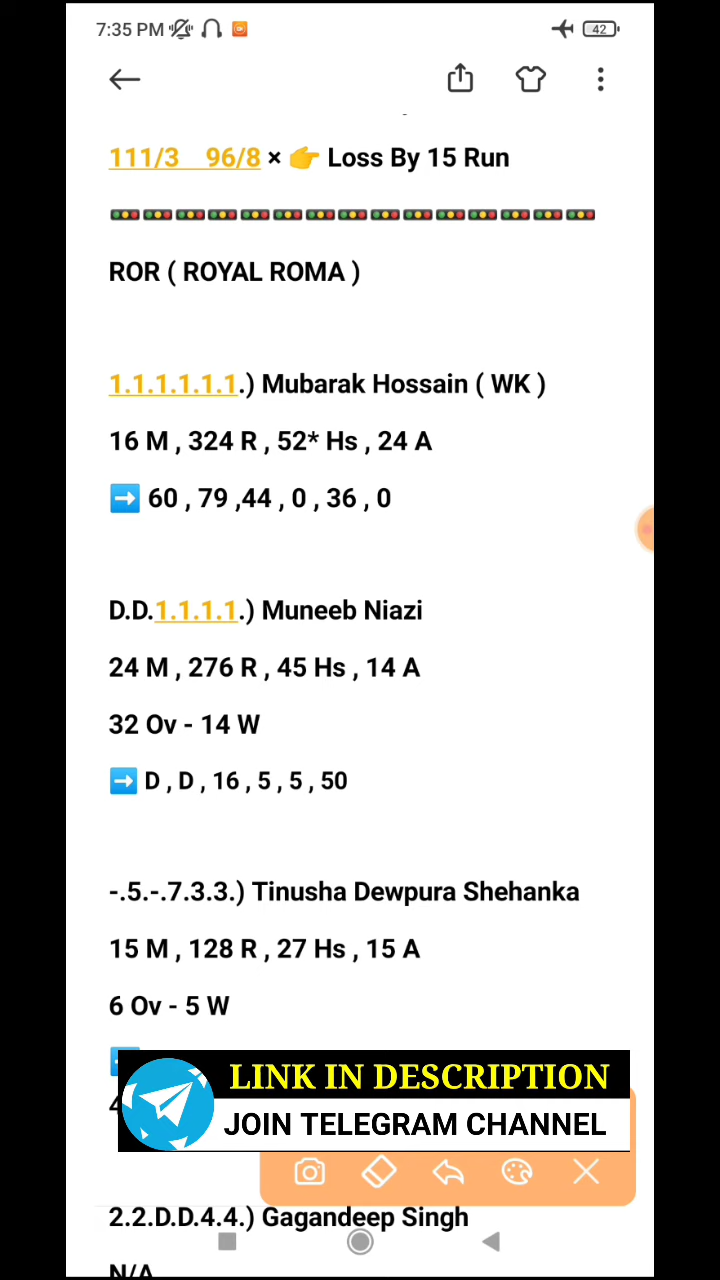 7:35 PM
42
111/3 96/8 × 👉 Loss By 15 Run
🚥🚥🚥🚥🚥🚥🚥🚥🚥🚥🚥🚥🚥🚥🚥
ROR ( ROYAL ROMA )
1.1.1.1.1.1.) Mubarak Hossain ( WK )
16 M , 324 R , 52* Hs , 24 A
➡️ 60 , 79 ,44 , 0 , 36 , 0
D.D.1.1.1.1.) Muneeb Niazi
24 M , 276 R , 45 Hs , 14 A
32 Ov - 14 W
➡️ D , D , 16 , 5 , 5 , 50
-.5.-.7.3.3.) Tinusha Dewpura Shehanka
15 M , 128 R , 27 Hs , 15 A
6 Ov - 5 W
LINK IN DESCRIPTION
JOIN TELEGRAM CHANNEL
2.2.D.D.4.4.) Gagandeep Singh
N/A